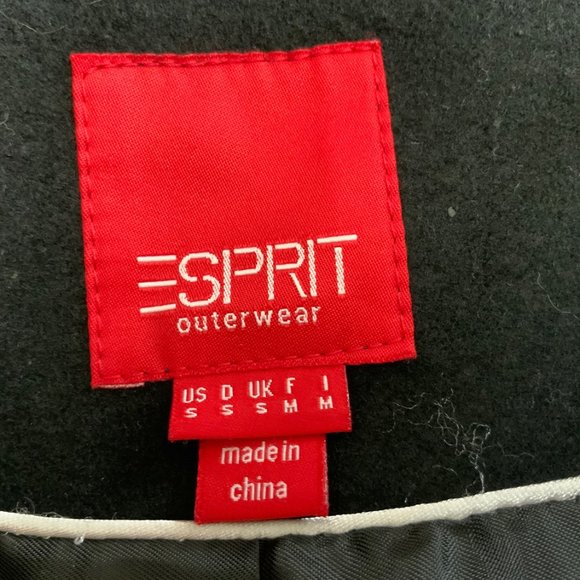 ESPRIT
outerwear
US D UK F I
S S S M M
made in
china